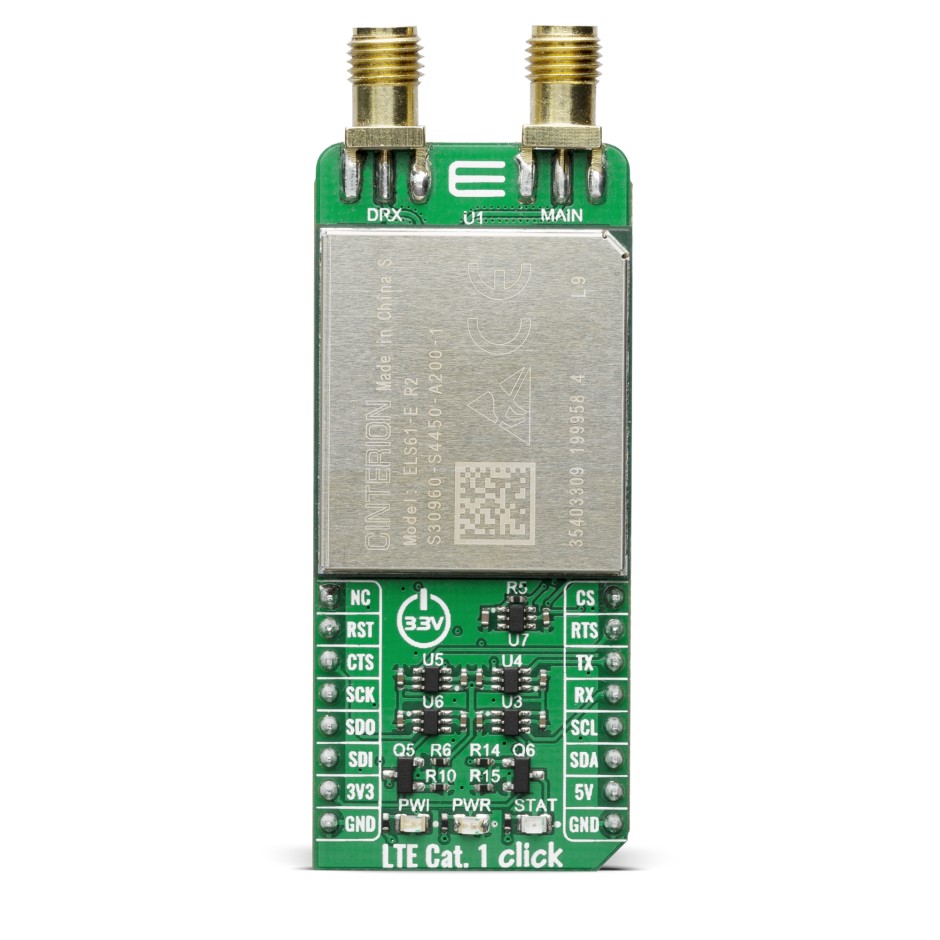 DRX U1 MAIN
CINTERION Made in China S
Model: ELS61-E R2
S30960-S4450-A200-1
CE
35403309 199958 4 L9
NC
RST
CTS
SCK
SDO
SDI
3V3
GND
3.3V
R5
U7
U5 U4
U6 U3
Q5 R6 R14 Q6
R10 R15
PWI PWR STAT
CS
RTS
TX
RX
SCL
SDA
5V
GND
LTE Cat. 1 click